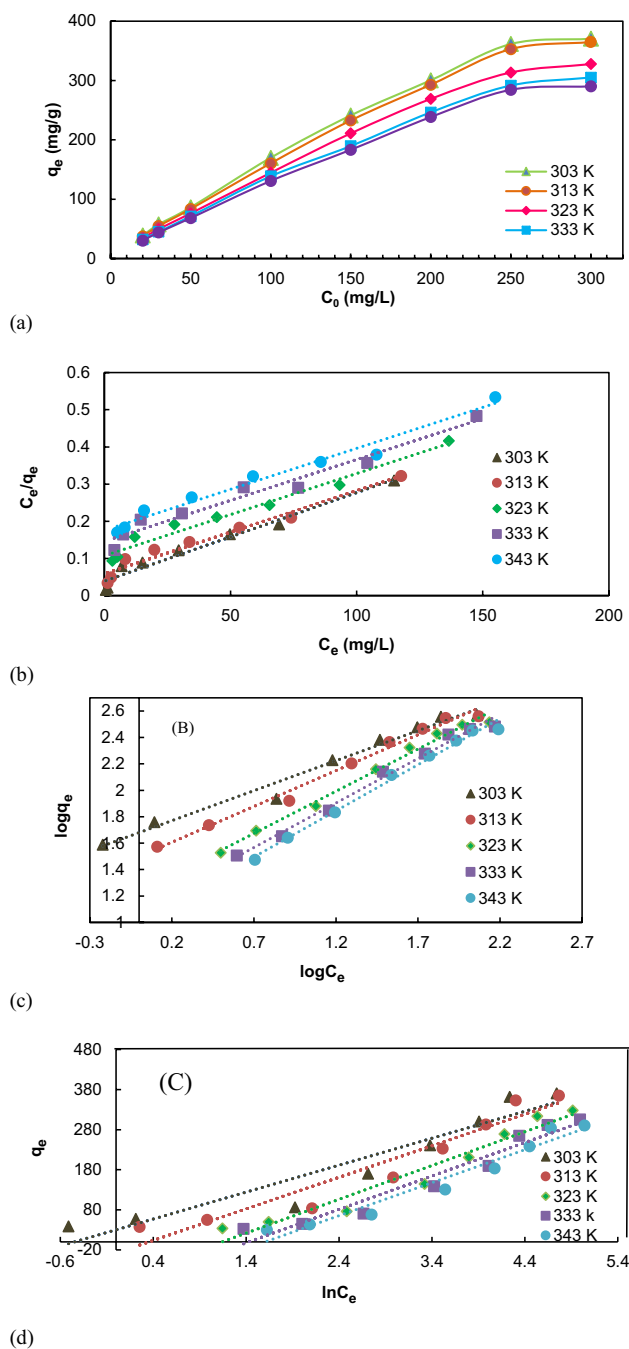 400
300
200
100
0
qe (mg/g)
0 50 100 150 200 250 300
C0 (mg/L)
303 K
313 K
323 K
333 K
(a)
0.6
0.5
0.4
0.3
0.2
0.1
0
Ce/qe
0 50 100 150 200
Ce (mg/L)
303 K
313 K
323 K
333 K
343 K
(b)
2.6
2.4
2.2
2
1.8
1.6
1.4
1.2
1
logqe
(B)
-0.3 0.2 0.7 1.2 1.7 2.2 2.7
logCe
303 K
313 K
323 K
333 K
343 K
(c)
480
380
280
180
80
-20
qe
(C)
-0.6 0.4 1.4 2.4 3.4 4.4 5.4
lnCe
303 K
313 K
323 K
333 k
343 K
(d)